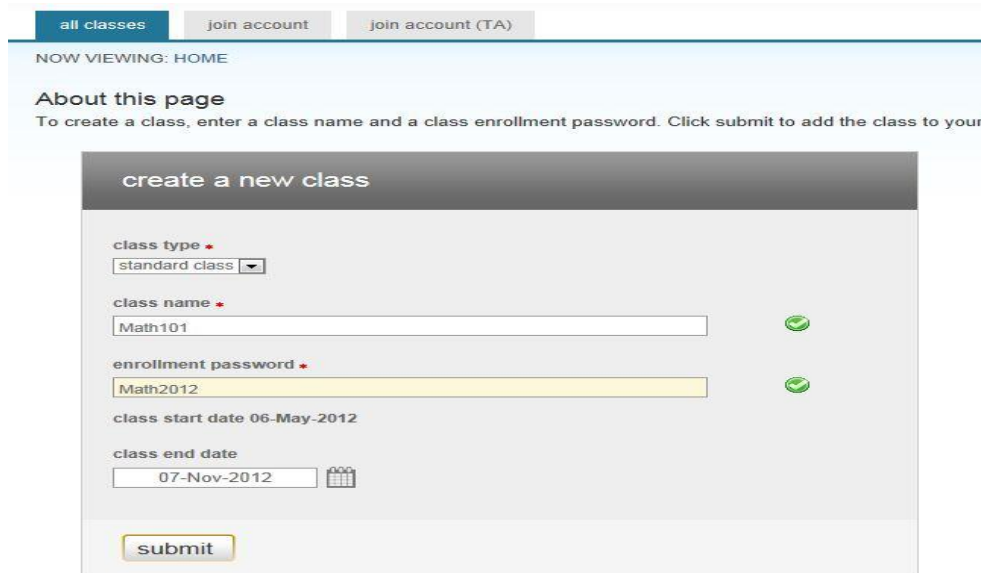 all classes join account join account (TA)
NOW VIEWING: HOME
About this page
To create a class, enter a class name and a class enrollment password. Click submit to add the class to your
create a new class
class type *
standard class
class name *
Math101
enrollment password *
Math2012
class start date 06-May-2012
class end date
07-Nov-2012
submit